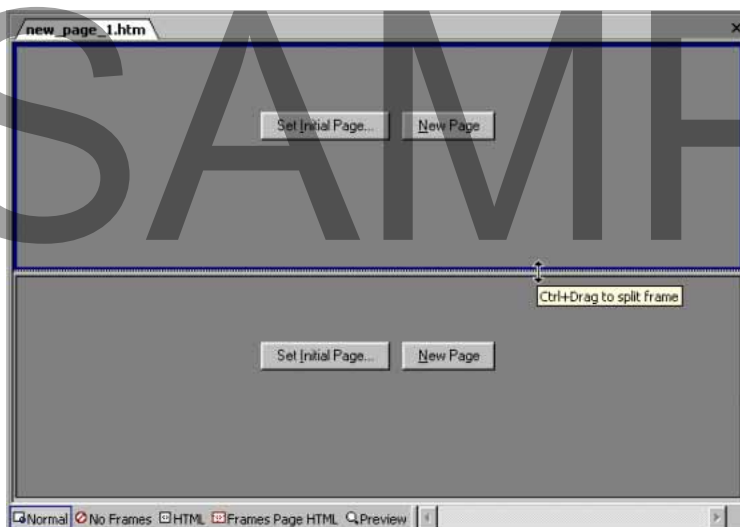 new_page_1.htm
Set Initial Page... New Page
Ctrl+Drag to split frame
Set Initial Page... New Page
Normal No Frames HTML Frames Page HTML Preview
SAMP